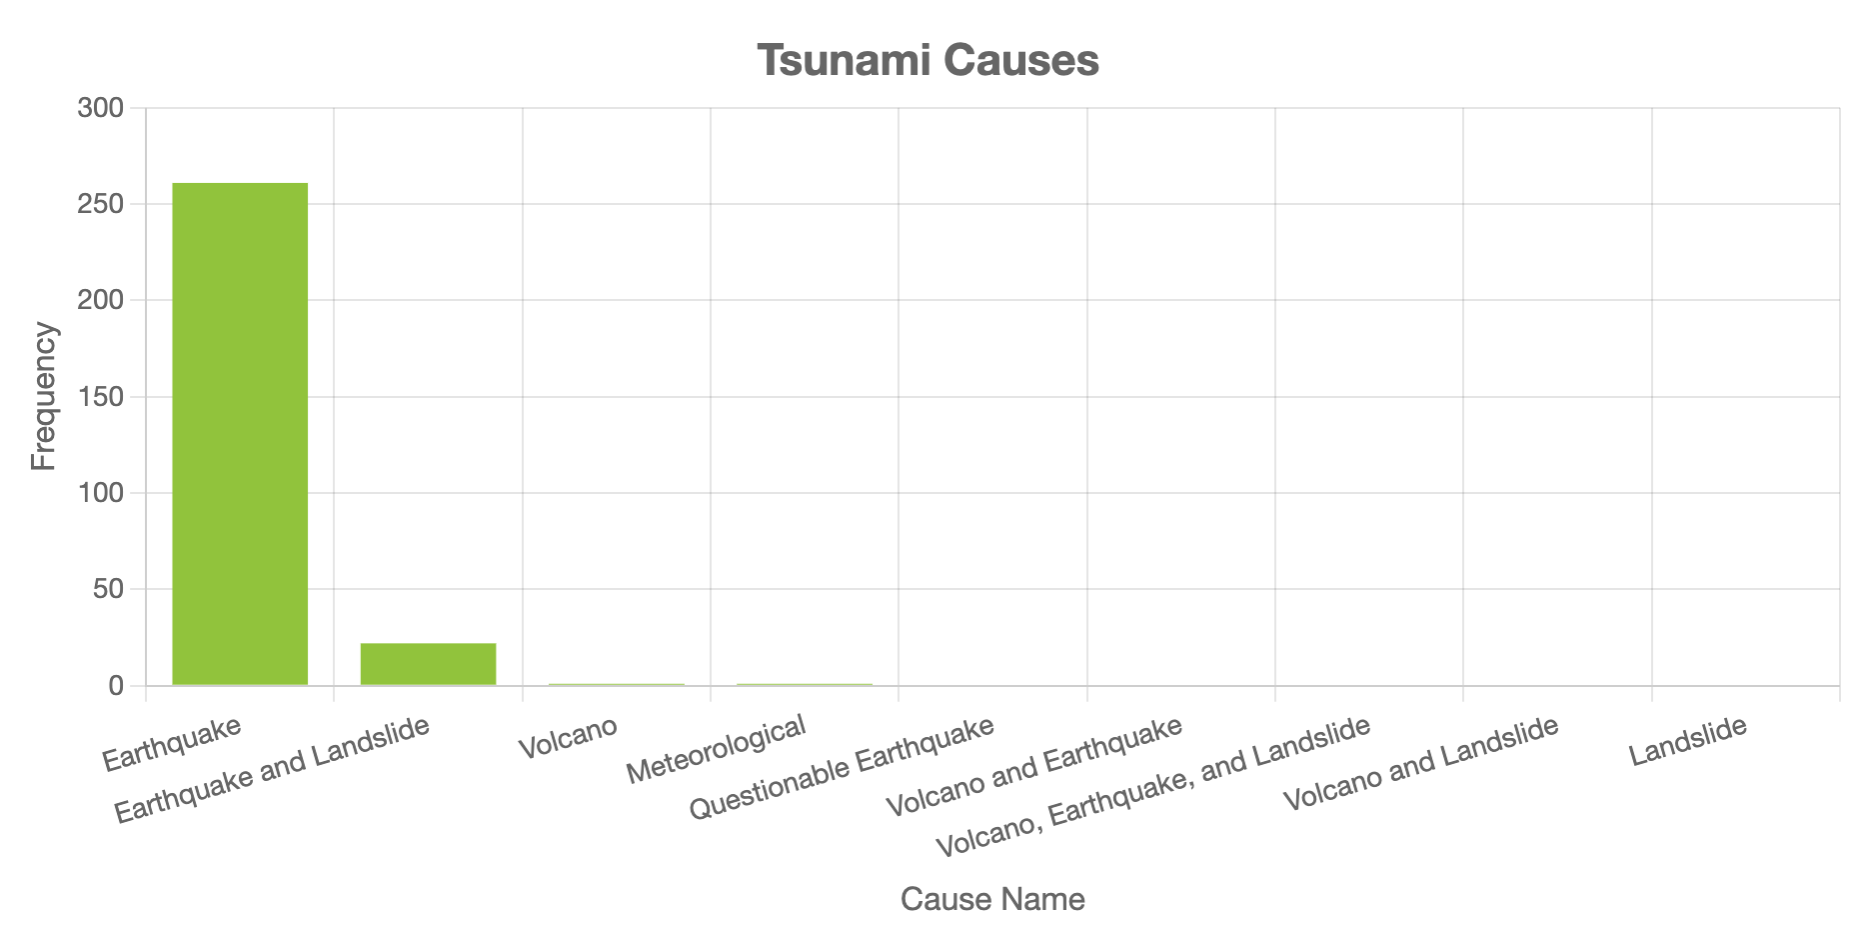 Tsunami Causes
300
250
200
150
100
50
0
Frequency
Earthquake
Earthquake and Landslide
Volcano
Meteorological
Questionable Earthquake
Volcano and Earthquake
Volcano, Earthquake, and Landslide
Volcano and Landslide
Landslide
Cause Name